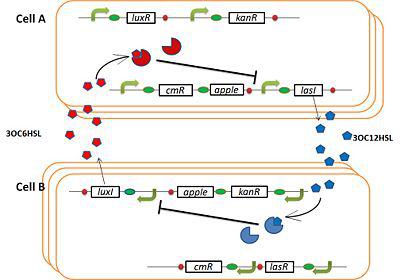 Cell A
luxR
kanR
cmR
apple
lasI
3OC6HSL
3OC12HSL
Cell B
luxI
apple
kanR
cmR
lasR